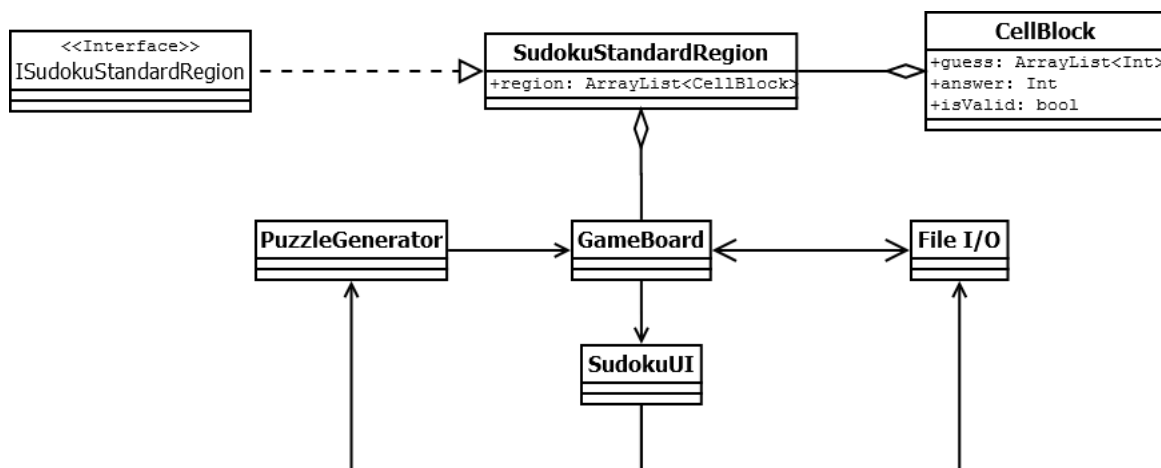 <<Interface>>
ISudokuStandardRegion
SudokuStandardRegion
+region: ArrayList<CellBlock>
CellBlock
+guess: ArrayList<Int>
+answer: Int
+isValid: bool
PuzzleGenerator
GameBoard
File I/O
SudokuUI